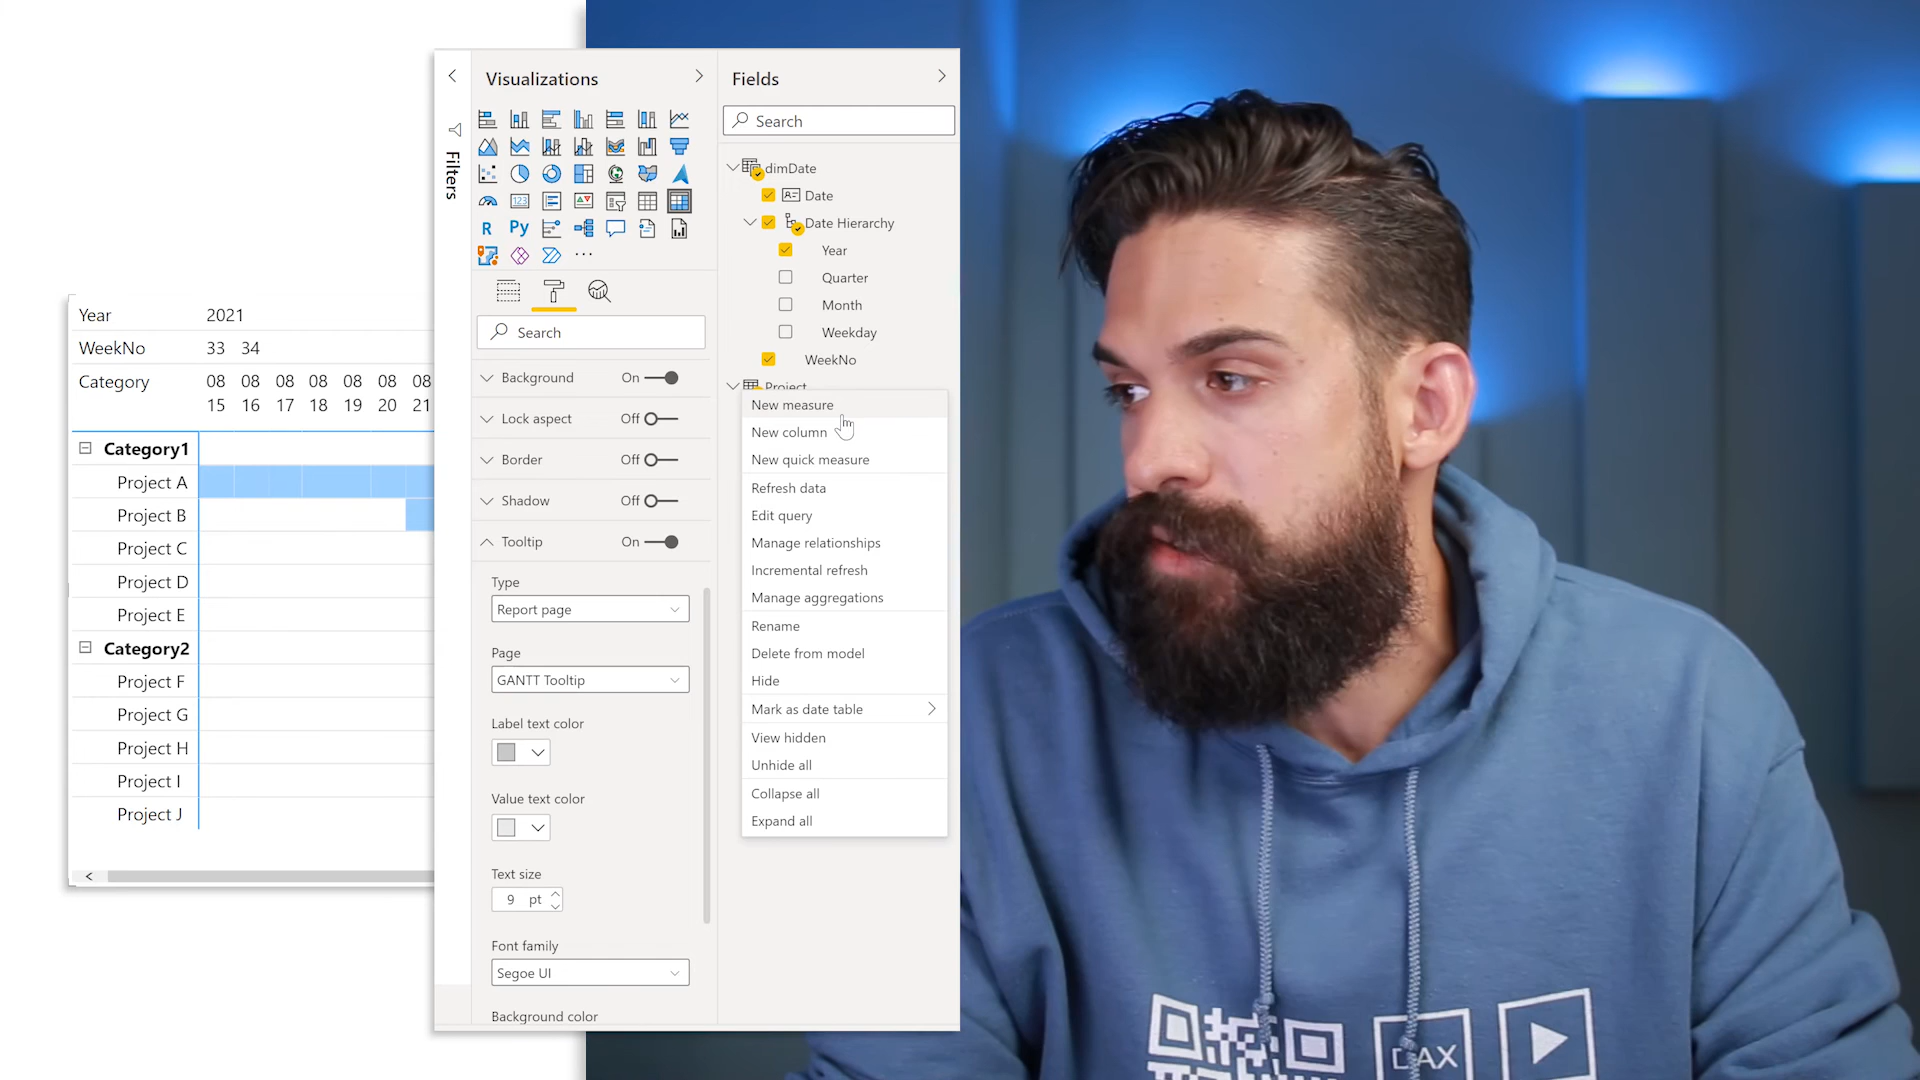 Year 2021
WeekNo 33 34
Category 08 08 08 08 08 08 08
15 16 17 18 19 20 21
Category1
Project A
Project B
Project C
Project D
Project E
Category2
Project F
Project G
Project H
Project I
Project J
Filters
Visualizations
123
R Py
Search
Background On
Lock aspect Off
Border Off
Shadow Off
Tooltip On
Type
Report page
Page
GANTT Tooltip
Label text color
Value text color
Text size
9 pt
Font family
Segoe UI
Background color
Fields
Search
dimDate
Date
Date Hierarchy
Year
Quarter
Month
Weekday
WeekNo
Project
New measure
New column
New quick measure
Refresh data
Edit query
Manage relationships
Incremental refresh
Manage aggregations
Rename
Delete from model
Hide
Mark as date table
View hidden
Unhide all
Collapse all
Expand all
DAX